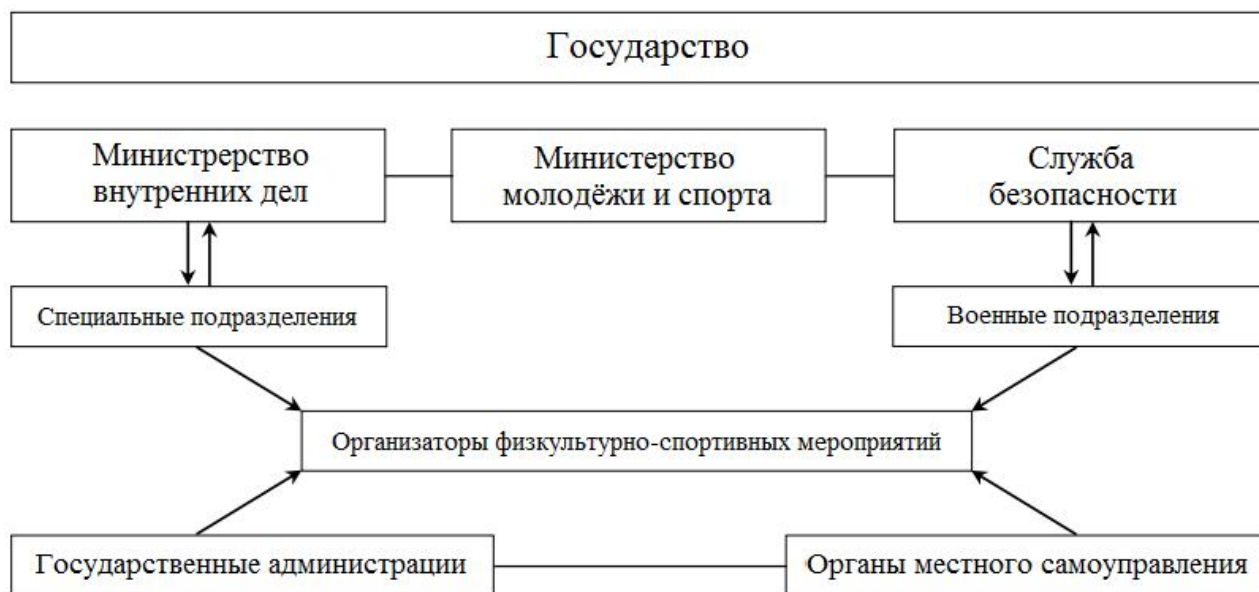 Государство
Министрерство
внутренних дел
Министерство
молодёжи и спорта
Служба
безопасности
Специальные подразделения
Военные подразделения
Организаторы физкультурно-спортивных мероприятий
Государственные администрации
Органы местного самоуправления